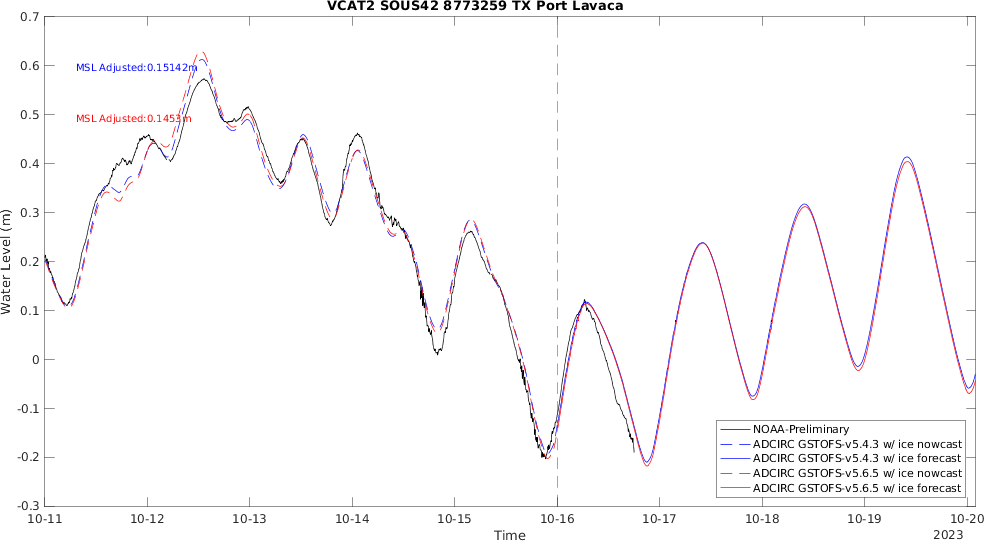 VCAT2 SOUS42 8773259 TX Port Lavaca
0.7
0.6
0.5
0.4
0.3
0.2
0.1
0
-0.1
-0.2
-0.3
Water Level (m)
MSL Adjusted:0.15142m
MSL Adjusted:0.1453m
NOAA-Preliminary
ADCIRC GSTOFS-v5.4.3 w/ ice nowcast
ADCIRC GSTOFS-v5.4.3 w/ ice forecast
ADCIRC GSTOFS-v5.6.5 w/ ice nowcast
ADCIRC GSTOFS-v5.6.5 w/ ice forecast
10-11 10-12 10-13 10-14 10-15 10-16 10-17 10-18 10-19 10-20
Time
2023